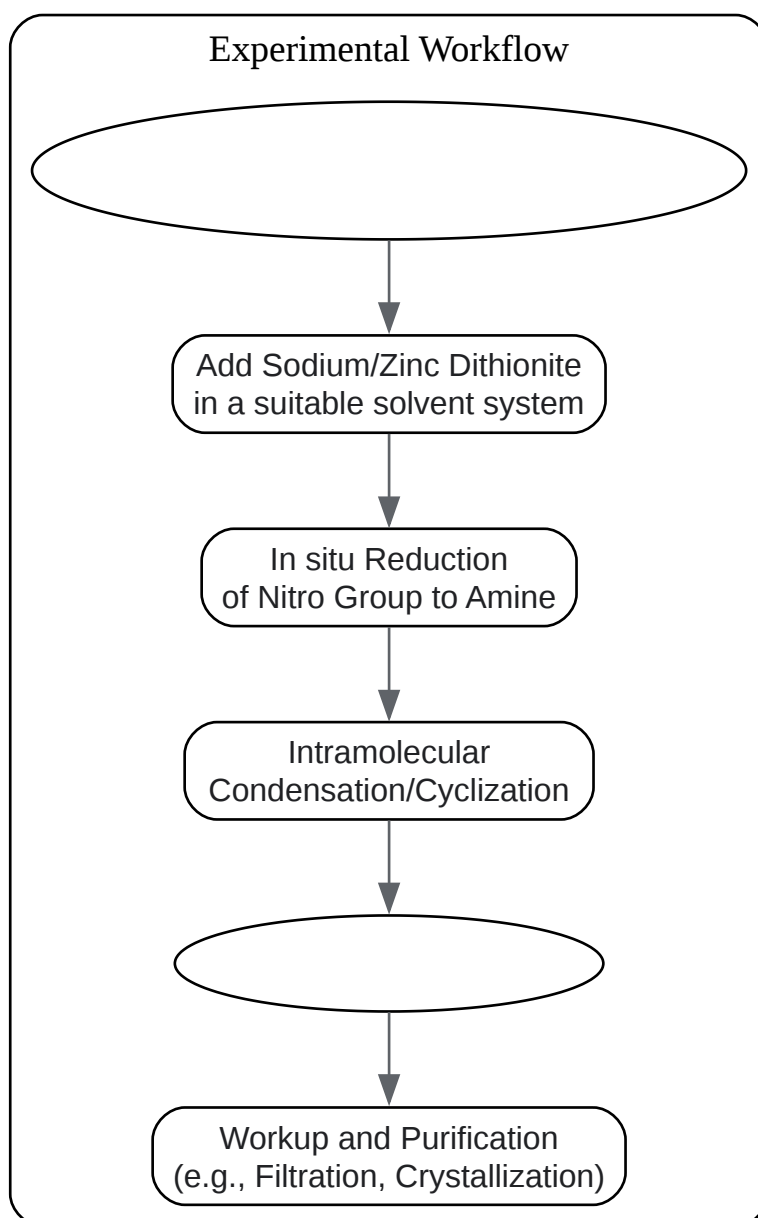 Experimental Workflow
Add Sodium/Zinc Dithionite
in a suitable solvent system
In situ Reduction
of Nitro Group to Amine
Intramolecular
Condensation/Cyclization
Workup and Purification
(e.g., Filtration, Crystallization)